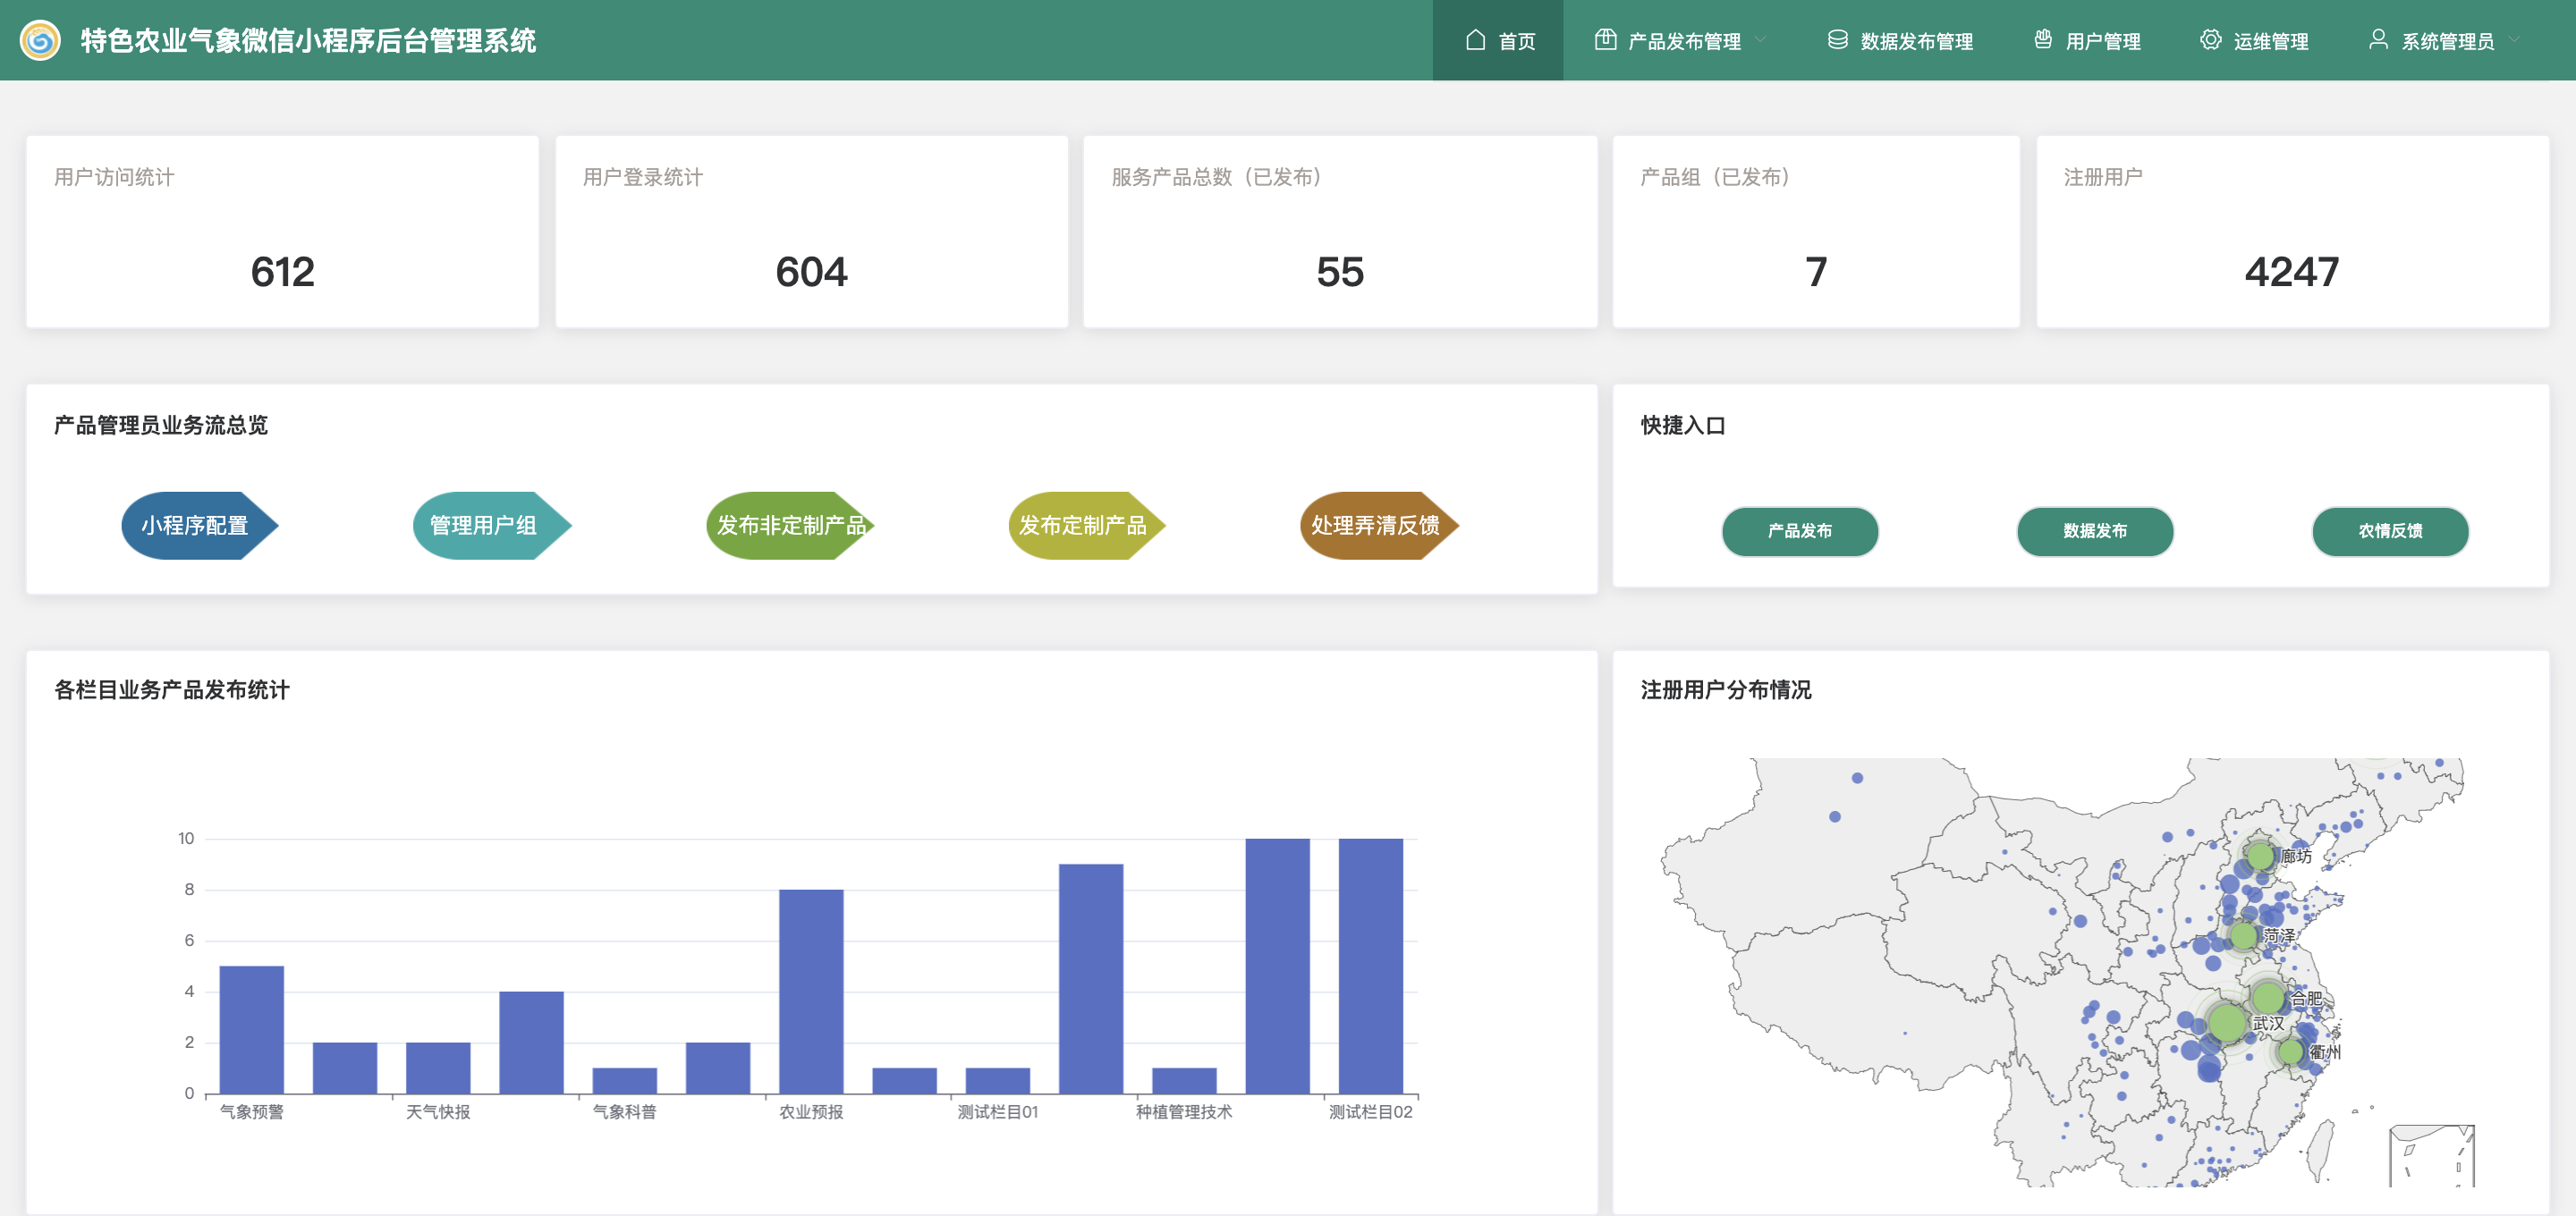 特色农业气象微信小程序后台管理系统
首页
产品发布管理
数据发布管理
用户管理
运维管理
系统管理员
用户访问统计
612
用户登录统计
604
服务产品总数（已发布）
55
产品组（已发布）
7
注册用户
4247
产品管理员业务流总览
小程序配置
管理用户组
发布非定制产品
发布定制产品
处理弄清反馈
快捷入口
产品发布
数据发布
农情反馈
各栏目业务产品发布统计
10
8
6
4
2
0
气象预警
天气快报
气象科普
农业预报
测试栏目01
种植管理技术
测试栏目02
注册用户分布情况
廊坊
菏泽
合肥
武汉
衢州